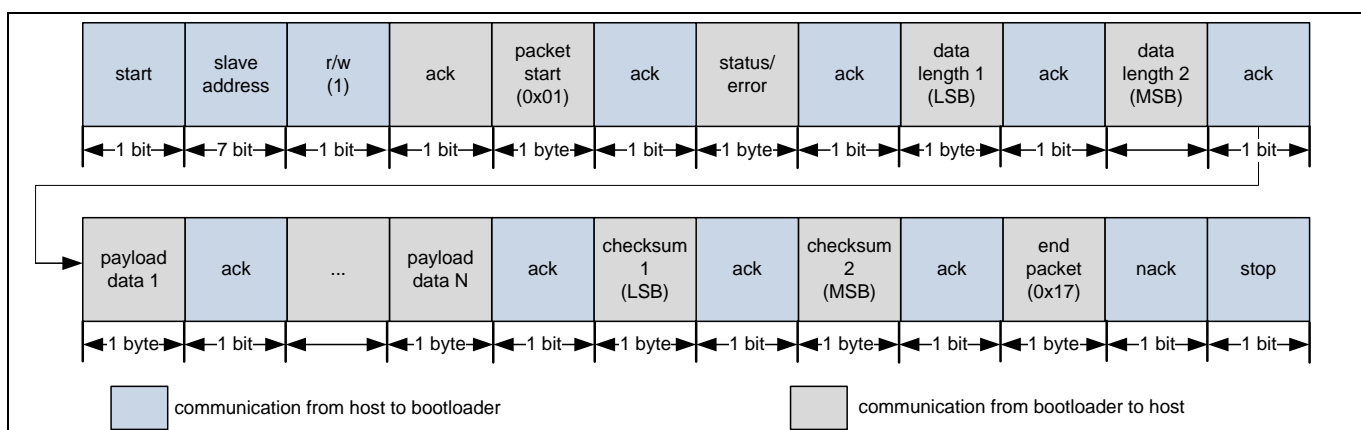 start
slave
address
r/w
(1)
ack
packet
start
(0x01)
ack
status/
error
ack
data
length 1
(LSB)
ack
data
length 2
(MSB)
ack
1 bit
7 bit
1 bit
1 bit
1 byte
1 bit
1 byte
1 bit
1 byte
1 bit
1 bit
payload
data 1
ack
...
payload
data N
ack
checksum
1
(LSB)
ack
checksum
2
(MSB)
ack
end
packet
(0x17)
nack
stop
1 byte
1 bit
1 byte
1 bit
1 byte
1 bit
1 byte
1 bit
1 byte
1 bit
1 bit
communication from host to bootloader
communication from bootloader to host